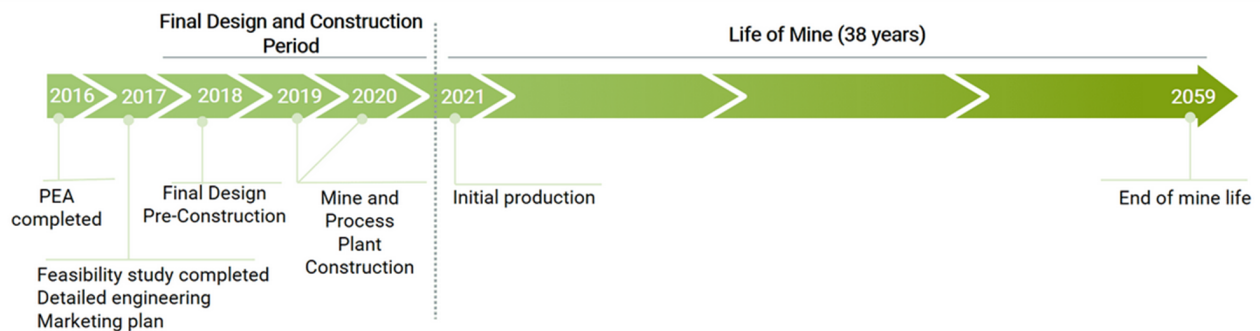 Final Design and Construction
Period
Life of Mine (38 years)
2016
2017
2018
2019
2020
2021
2059
PEA
completed
Feasibility study completed
Detailed engineering
Marketing plan
Final Design
Pre-Construction
Mine and
Process
Plant
Construction
Initial production
End of mine life